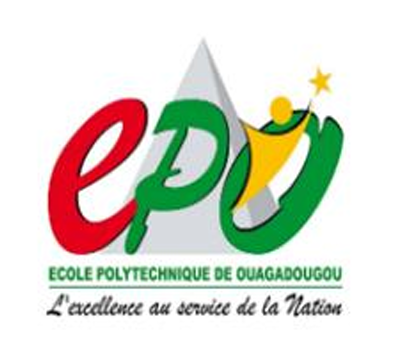 epo
ECOLE POLYTECHNIQUE DE OUAGADOUGOU
L'excellence au service de la Nation